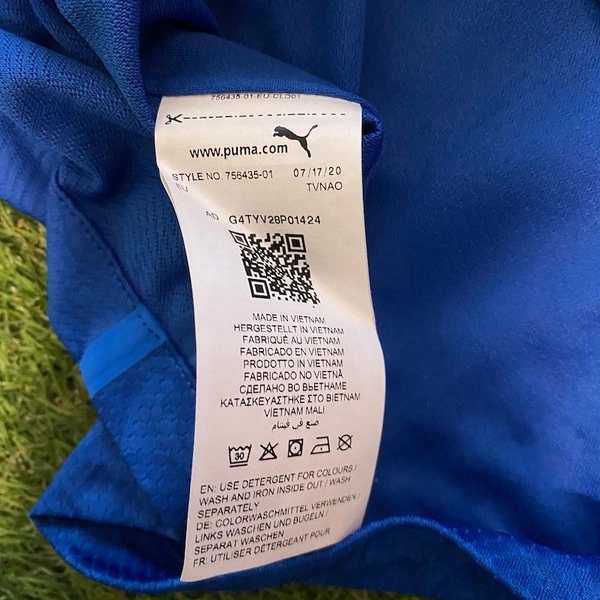 756435-01-EU-CLD01
www.puma.com
STYLE NO. 756435-01 07/17/20
EU TVNAO
AD G4TYV28P01424
MADE IN VIETNAM
HERGESTELLT IN VIETNAM
FABRIQUÉ AU VIETNAM
FABRICADO EN VIETNAM
PRODOTTO IN VIETNAM
FABRICADO NO VIETNÃ
СДЕЛАНО ВО ВЬЕТНАМЕ
ΚΑΤΑΣΚΕΥΑΣΤΗΚΕ ΣΤΟ ΒΙΕΤΝΑΜ
VİETNAM MALI
صنع في فيتنام
30
EN: USE DETERGENT FOR COLOURS /
WASH AND IRON INSIDE OUT / WASH
SEPARATELY
DE: COLORWASCHMITTEL VERWENDEN /
LINKS WASCHEN UND BÜGELN /
SEPARAT WASCHEN
FR: UTILISER DÉTERGENT POUR